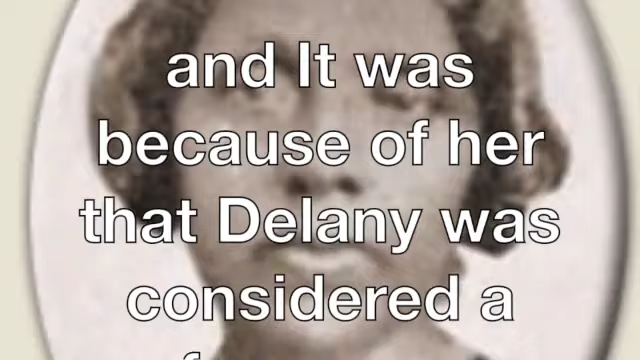 and It was
because of her
that Delany was
considered a